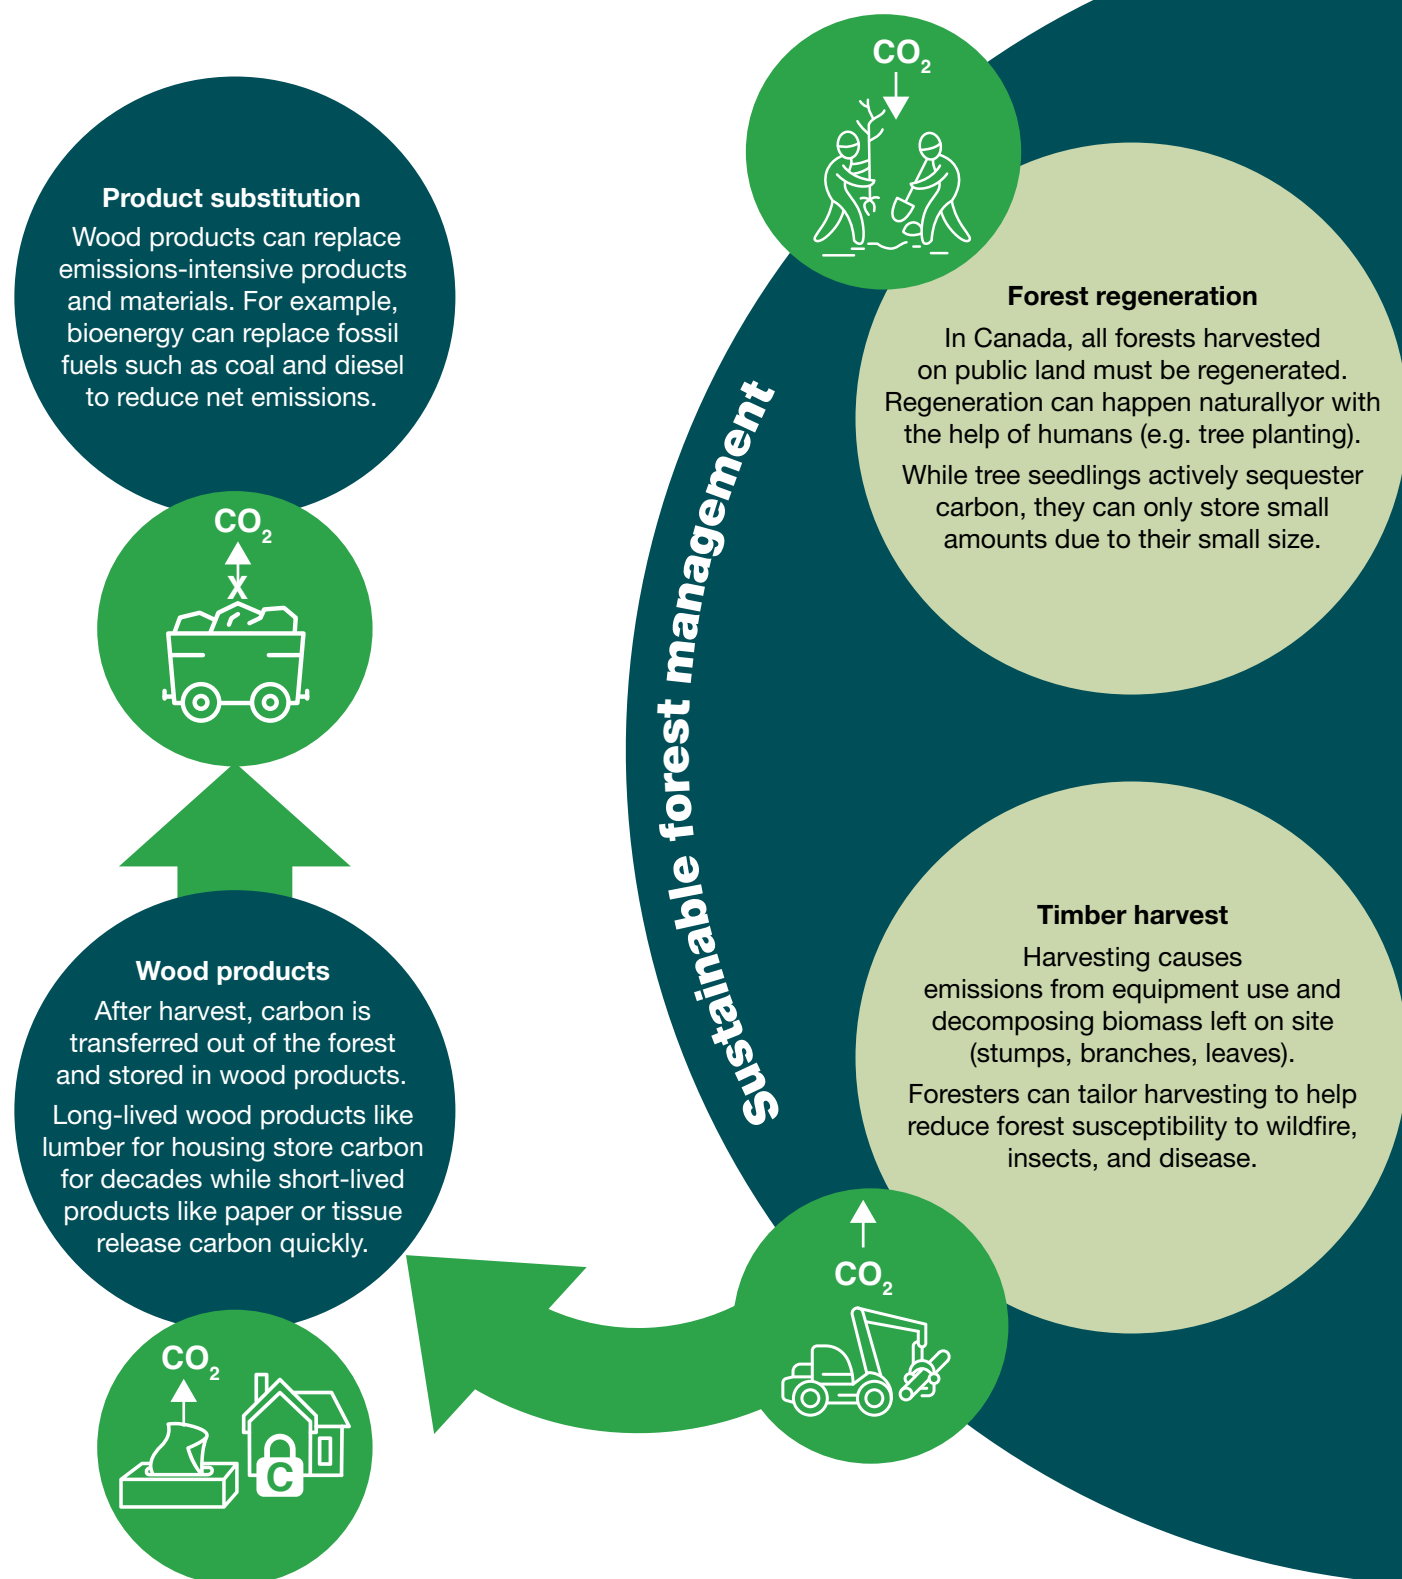 CO2
Product substitution
Wood products can replace
emissions-intensive products
and materials. For example,
bioenergy can replace fossil
fuels such as coal and diesel
to reduce net emissions.
CO2
X
Wood products
After harvest, carbon is
transferred out of the forest
and stored in wood products.
Long-lived wood products like
lumber for housing store carbon
for decades while short-lived
products like paper or tissue
release carbon quickly.
CO2
C
Sustainable forest management
Forest regeneration
In Canada, all forests harvested
on public land must be regenerated.
Regeneration can happen naturallyor with
the help of humans (e.g. tree planting).
While tree seedlings actively sequester
carbon, they can only store small
amounts due to their small size.
Timber harvest
Harvesting causes
emissions from equipment use and
decomposing biomass left on site
(stumps, branches, leaves).
Foresters can tailor harvesting to help
reduce forest susceptibility to wildfire,
insects, and disease.
CO2